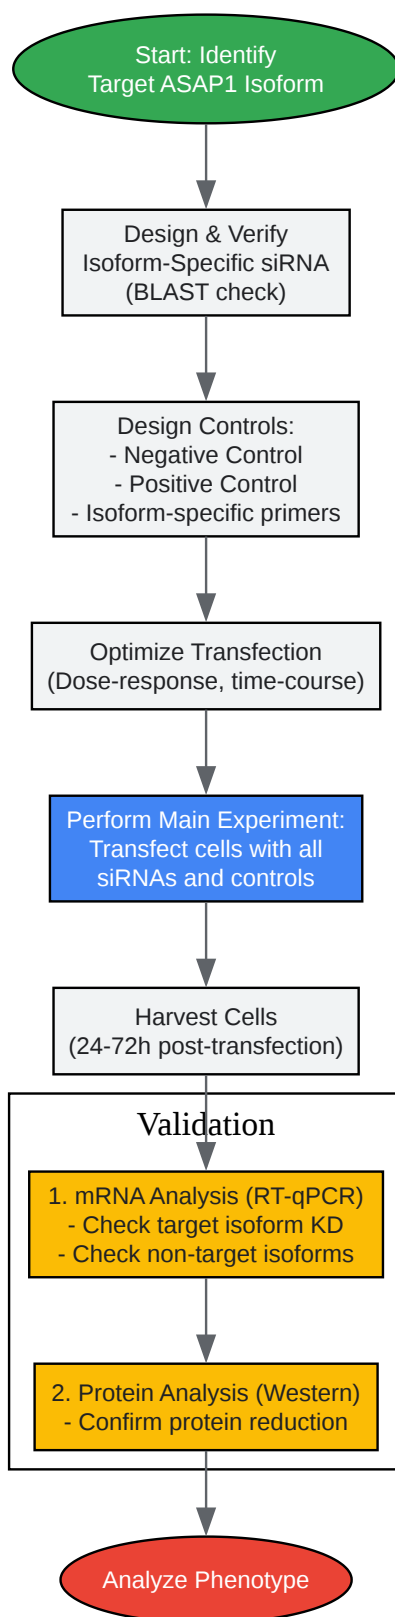 Start: Identify
Target ASAP1 Isoform
Design & Verify
Isoform-Specific siRNA
(BLAST check)
Design Controls:
- Negative Control
- Positive Control
- Isoform-specific primers
Optimize Transfection
(Dose-response, time-course)
Perform Main Experiment:
Transfect cells with all
siRNAs and controls
Harvest Cells
(24-72h post-transfection)
Validation
1. mRNA Analysis (RT-qPCR)
- Check target isoform KD
- Check non-target isoforms
2. Protein Analysis (Western)
- Confirm protein reduction
Analyze Phenotype